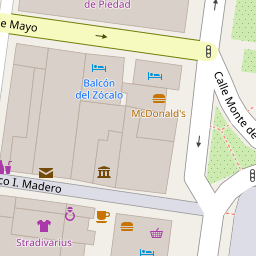 de Piedad
e Mayo
Balcón
del Zócalo
McDonald's
Calle Monte de
co I. Madero
Stradivarius